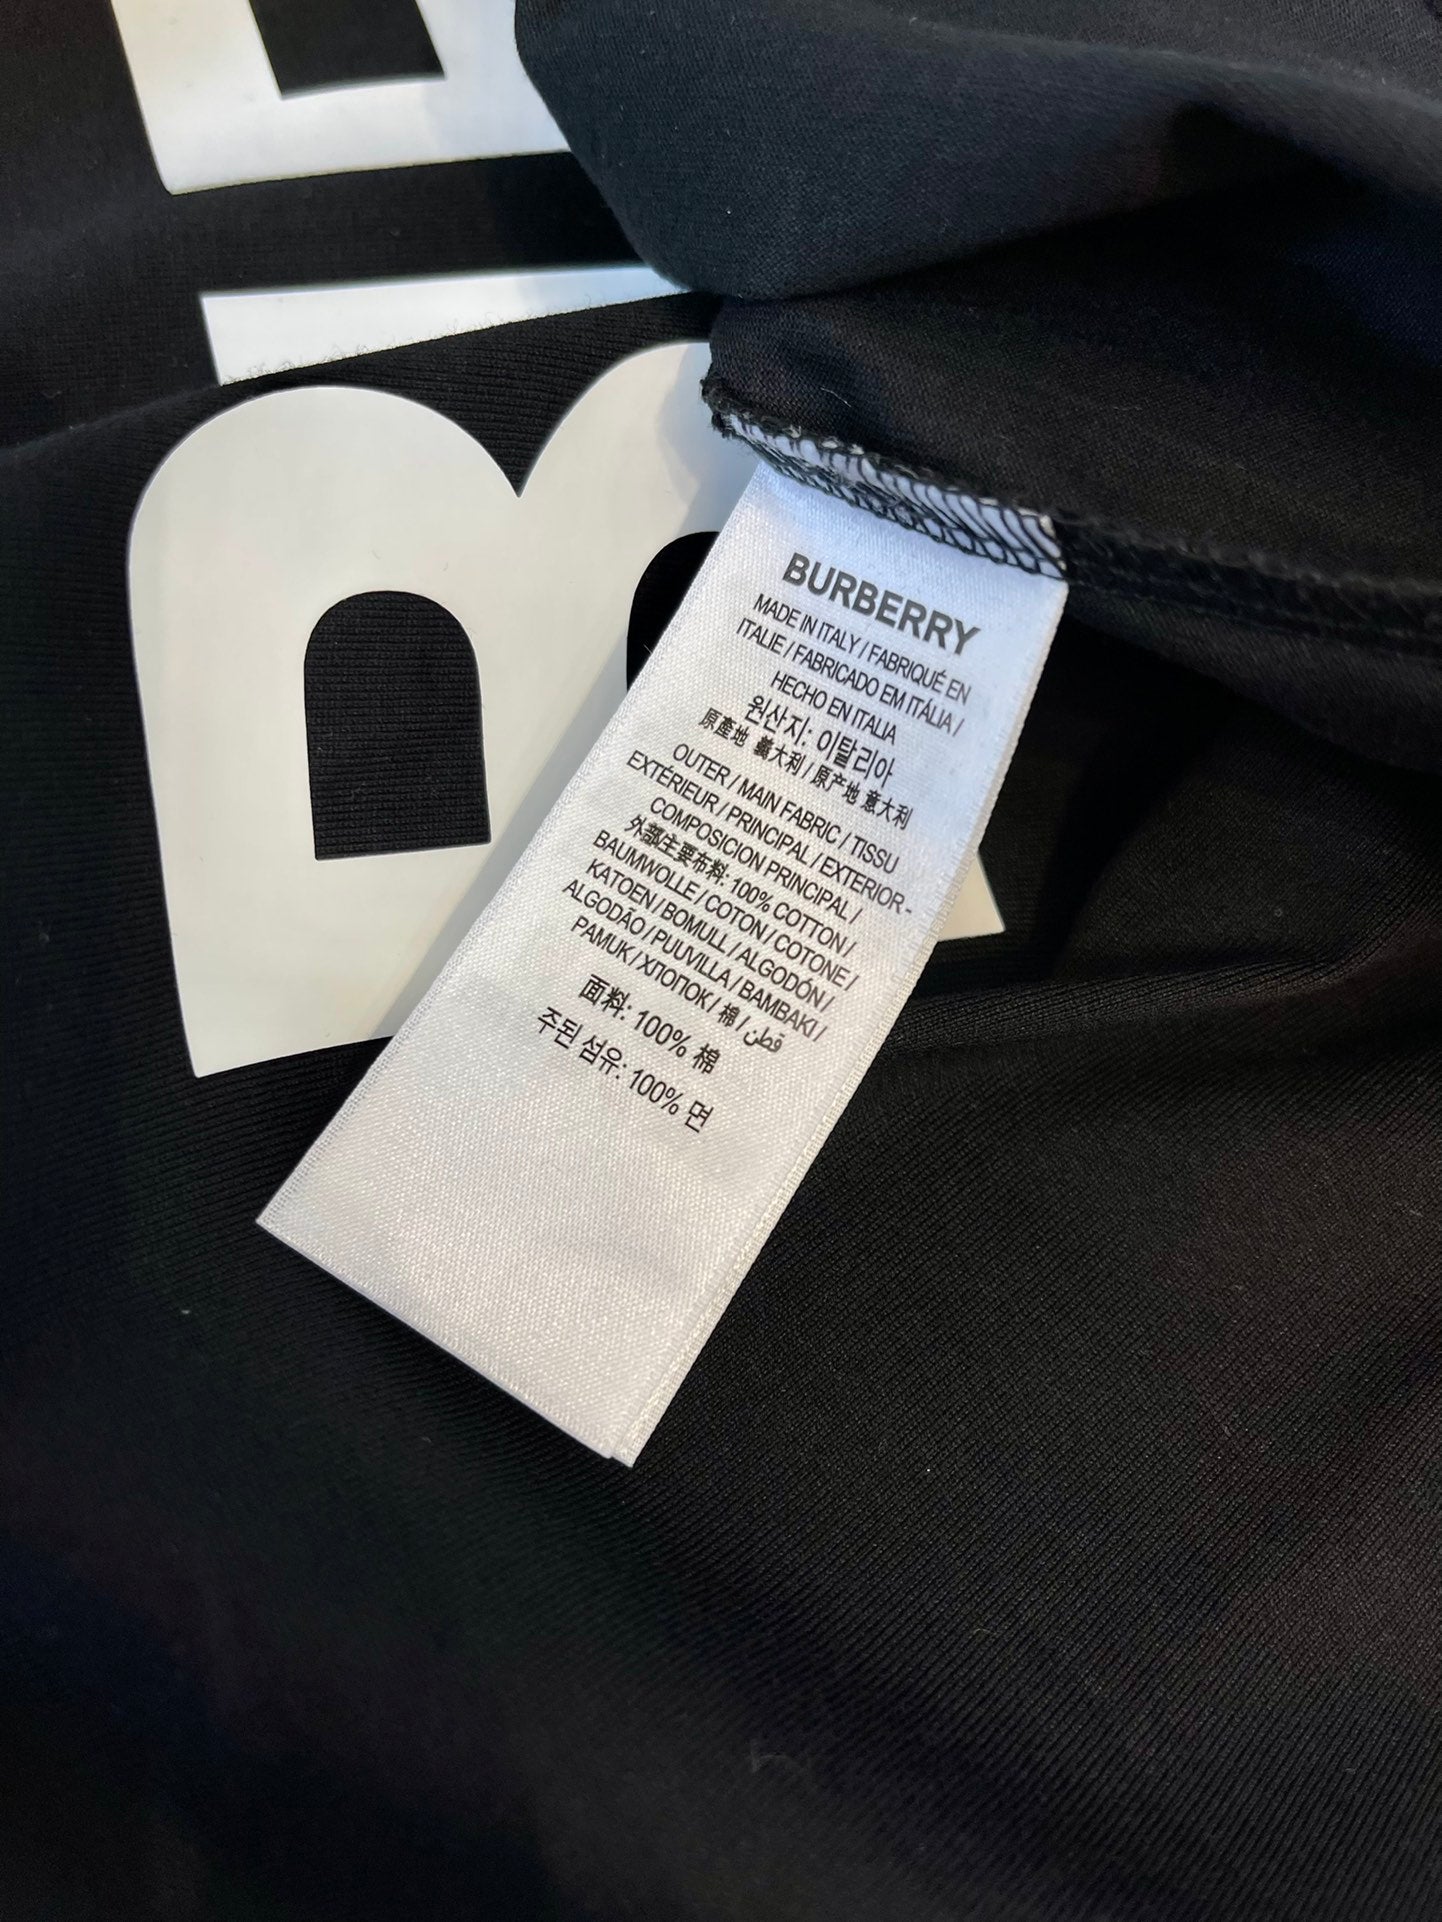 BURBERRY
MADE IN ITALY / FABRIQUÉ EN
ITALIE / FABRICADO EM ITÁLIA /
HECHO EN ITALIA
원산지: 이탈리아
原產地 義大利 / 原产地 意大利
OUTER / MAIN FABRIC / TISSU
EXTÉRIEUR / PRINCIPAL / EXTERIOR -
COMPOSICION PRINCIPAL /
外部主要布料: 100% COTTON /
BAUMWOLLE / COTON / COTONE /
KATOEN / BOMULL / ALGODÓN /
ALGODÃO / PUUVILLA / BAMBAKI /
PAMUK / ХЛОПОК / 棉 / قطن
面料: 100% 棉
주된 섬유: 100% 면